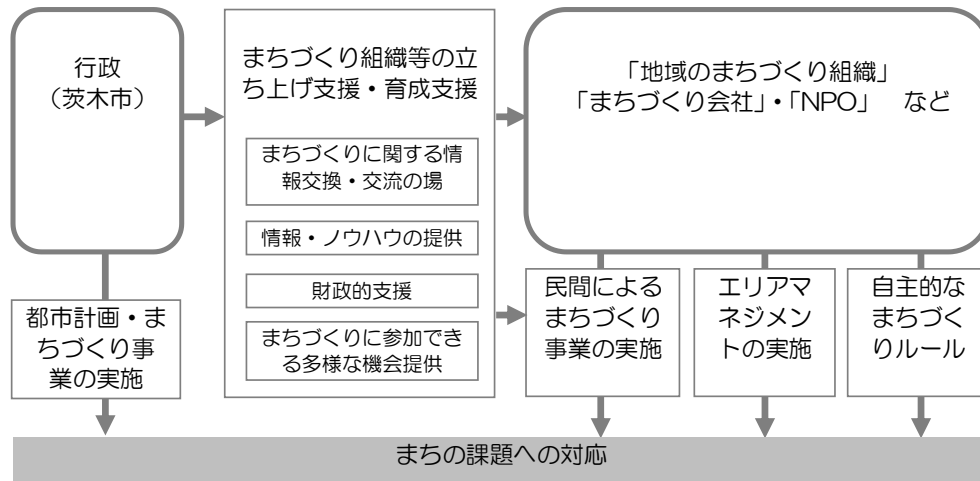 行政
（茨木市）
まちづくり組織等の立
ち上げ支援・育成支援
まちづくりに関する情
報交換・交流の場
情報・ノウハウの提供
財政的支援
まちづくりに参加でき
る多様な機会提供
「地域のまちづくり組織」
「まちづくり会社」・「NPO」　など
都市計画・ま
ちづくり事
業の実施
民間による
まちづくり
事業の実施
エリアマ
ネジメン
トの実施
自主的な
まちづく
りルール
まちの課題への対応